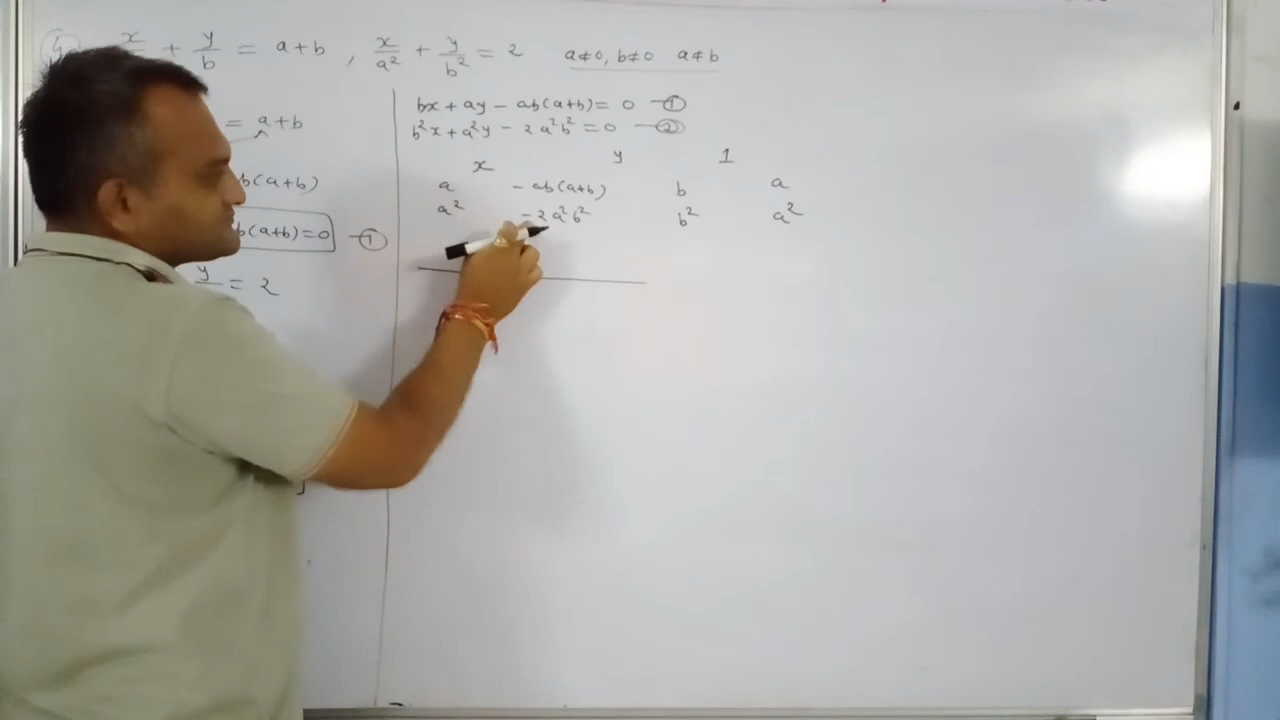 + y/b = a+b , x/a² + y/b² = 2 a≠0, b≠0 a≠b
= a+b
b(a+b)
b(a+b)=0 —①
y = 2
bx + ay - ab(a+b) = 0 —①
b²x + a²y - 2a²b² = 0 —②
x y 1
a - ab(a+b) b a
a² -2a²b² b² a²